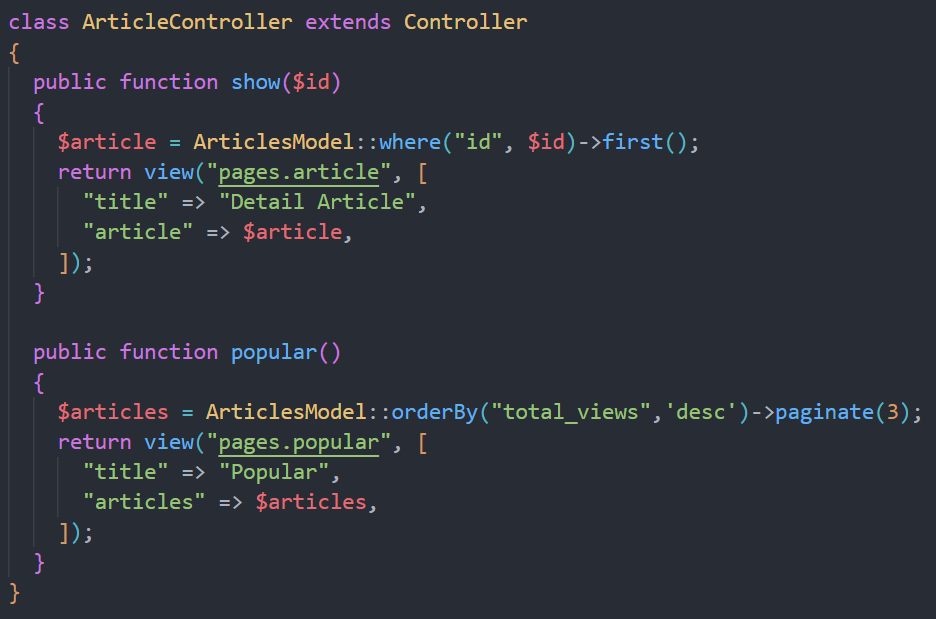 class ArticleController extends Controller
{
  public function show($id)
  {
    $article = ArticlesModel::where("id", $id)->first();
    return view("pages.article", [
      "title" => "Detail Article",
      "article" => $article,
    ]);
  }

  public function popular()
  {
    $articles = ArticlesModel::orderBy("total_views",'desc')->paginate(3);
    return view("pages.popular", [
      "title" => "Popular",
      "articles" => $articles,
    ]);
  }
}